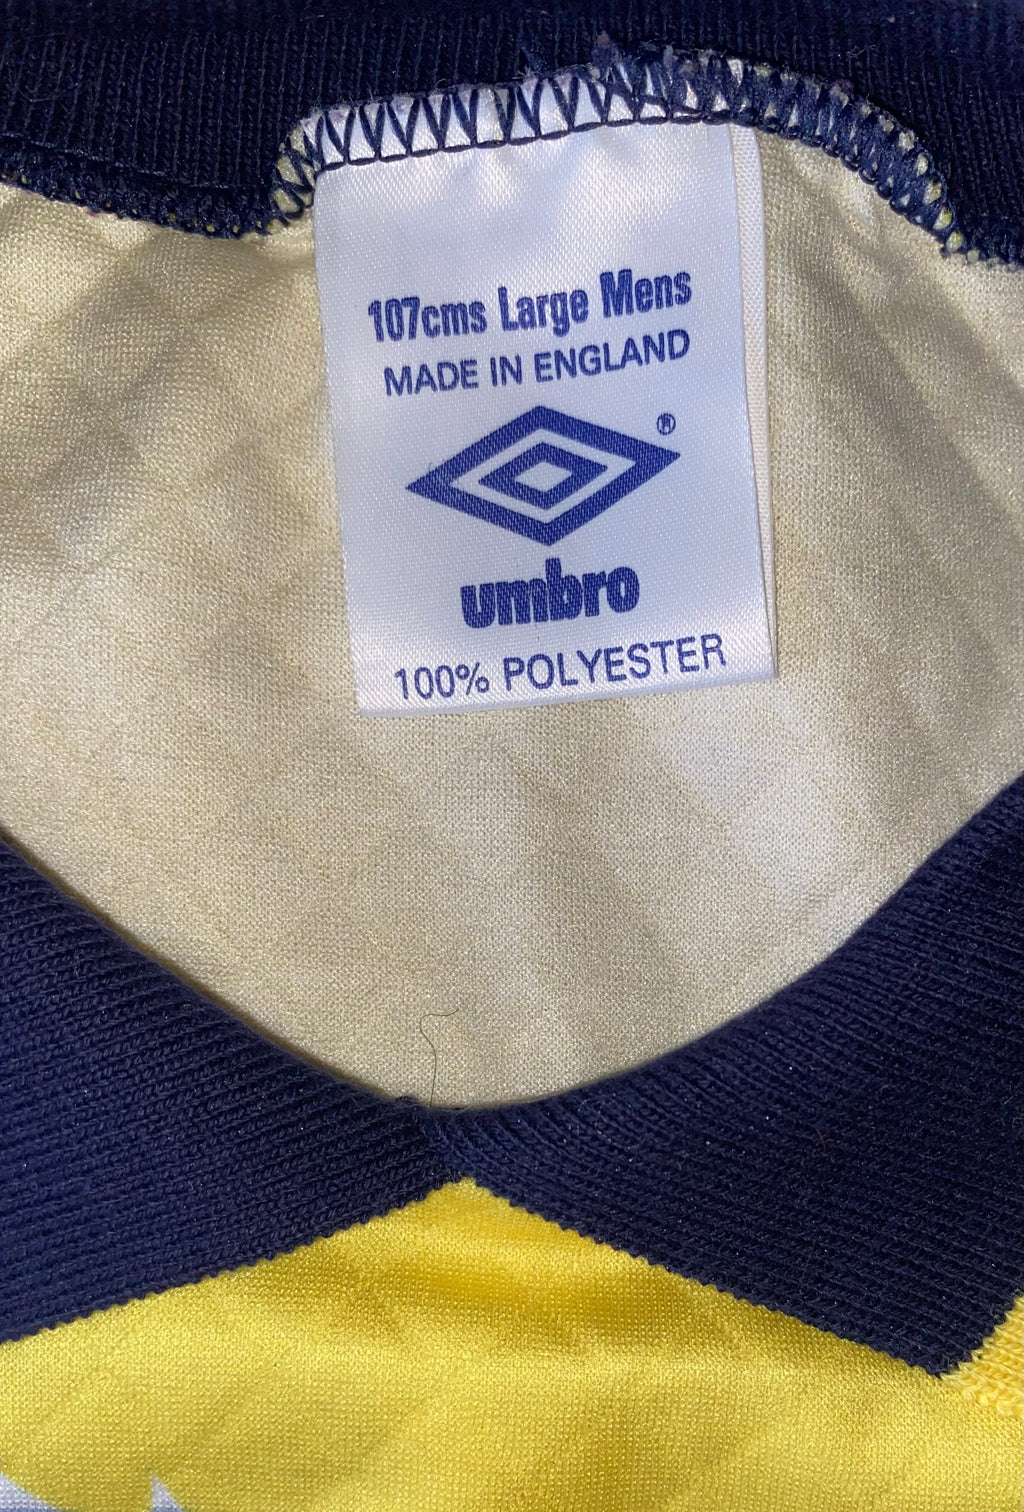 107cms Large Mens
MADE IN ENGLAND
®
umbro
100% POLYESTER